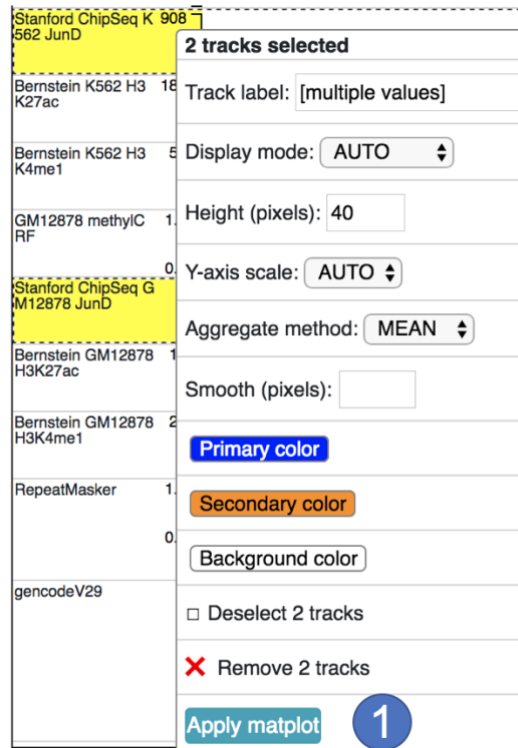 Stanford ChipSeq K 908
562 JunD
2 tracks selected
Bernstein K562 H3 18
K27ac
Track label: [multiple values]
Bernstein K562 H3 5
K4me1
Display mode: AUTO
GM12878 methylC 1.
RF
Height (pixels): 40
0.
Stanford ChipSeq G
M12878 JunD
Y-axis scale: AUTO
Bernstein GM12878 1
H3K27ac
Aggregate method: MEAN
Smooth (pixels):
Bernstein GM12878 2
H3K4me1
Primary color
RepeatMasker 1.
Secondary color
0.
Background color
gencodeV29
Deselect 2 tracks
Remove 2 tracks
Apply matplot 1